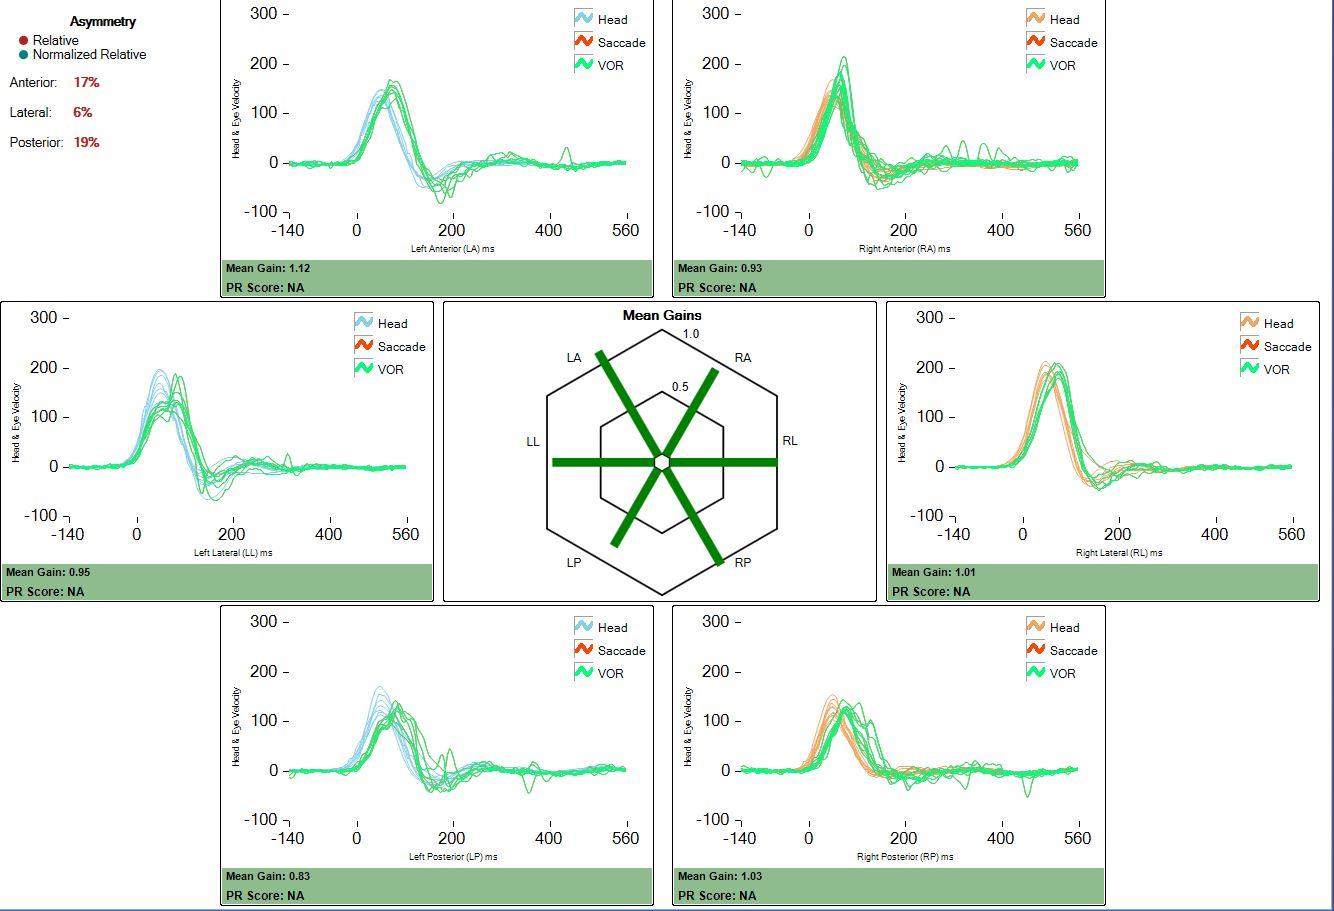 Asymmetry
Relative
Normalized Relative
Anterior: 17%
Lateral: 6%
Posterior: 19%
300
200
100
0
-100
-140 0 200 400 560
Head & Eye Velocity
Left Anterior (LA) ms
Head
Saccade
VOR
Mean Gain: 1.12
PR Score: NA
300
200
100
0
-100
-140 0 200 400 560
Head & Eye Velocity
Right Anterior (RA) ms
Head
Saccade
VOR
Mean Gain: 0.93
PR Score: NA
300
200
100
0
-100
-140 0 200 400 560
Head & Eye Velocity
Left Lateral (LL) ms
Head
Saccade
VOR
Mean Gain: 0.95
PR Score: NA
Mean Gains
1.0
LA RA
0.5
LL RL
LP RP
300
200
100
0
-100
-140 0 200 400 560
Head & Eye Velocity
Right Lateral (RL) ms
Head
Saccade
VOR
Mean Gain: 1.01
PR Score: NA
300
200
100
0
-100
-140 0 200 400 560
Head & Eye Velocity
Left Posterior (LP) ms
Head
Saccade
VOR
Mean Gain: 0.83
PR Score: NA
300
200
100
0
-100
-140 0 200 400 560
Head & Eye Velocity
Right Posterior (RP) ms
Head
Saccade
VOR
Mean Gain: 1.03
PR Score: NA